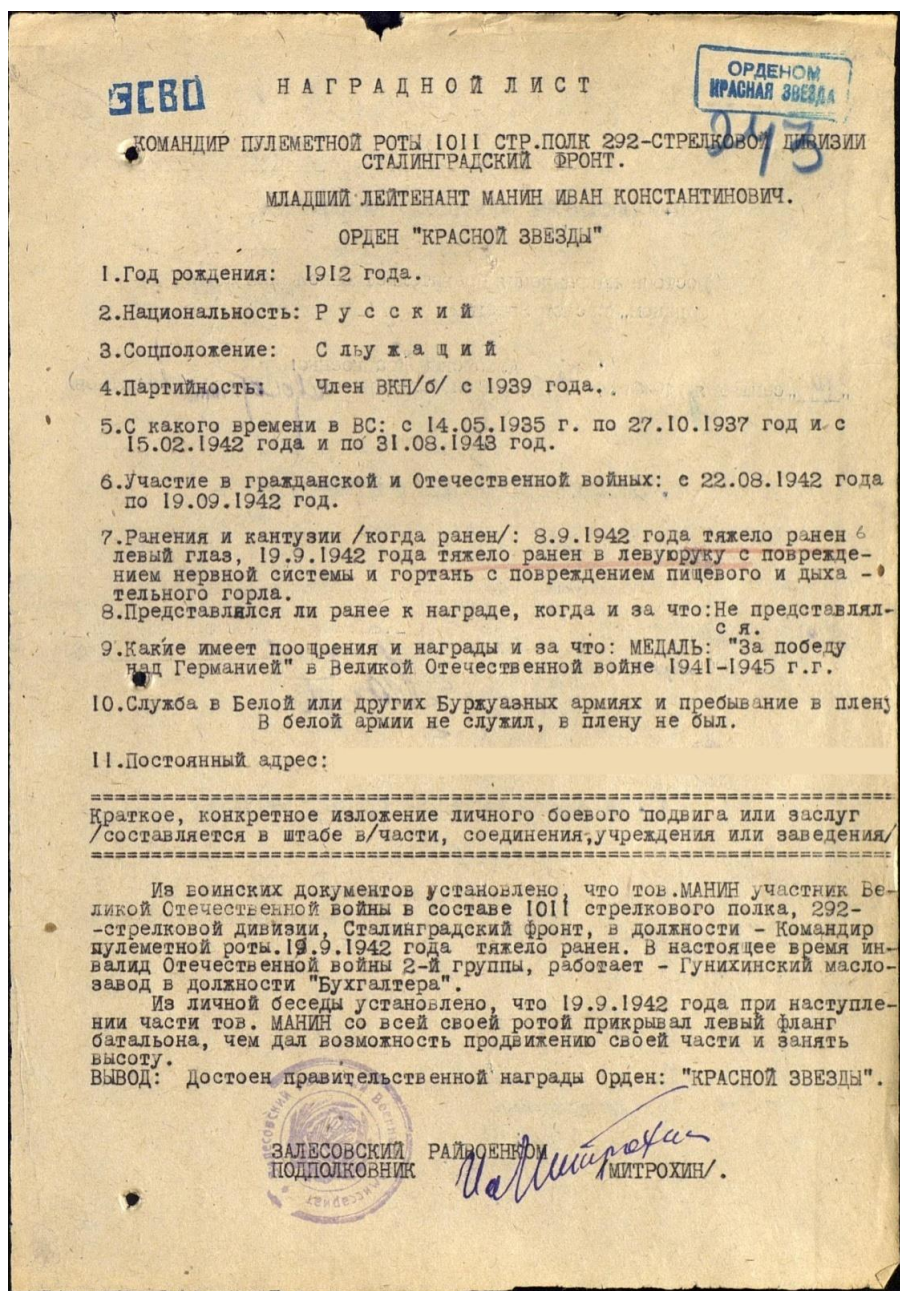 ЗСВО
НАГРАДНОЙ ЛИСТ
ОРДЕНОМ
КРАСНАЯ ЗВЕЗДА
243
КОМАНДИР ПУЛЕМЕТНОЙ РОТЫ 1011 СТР.ПОЛК 292-СТРЕЛКОВОЙ ДИВИЗИИ
СТАЛИНГРАДСКИЙ ФРОНТ.
МЛАДШИЙ ЛЕЙТЕНАНТ МАНИН ИВАН КОНСТАНТИНОВИЧ.
ОРДЕН "КРАСНОЙ ЗВЕЗДЫ"
1.Год рождения: 1912 года.
2.Национальность: Р у с с к и й
3.Соцположение: С льу ж а щ и й
4.Партийность: Член ВКП/б/ с 1939 года..
5.С какого времени в ВС: с 14.05.1935 г. по 27.10.1937 год и с
15.02.1942 года и по 31.08.1943 год.
6.Участие в гражданской и Отечественной войнах: с 22.08.1942 года
по 19.09.1942 год.
7.Ранения и кантузии /когда ранен/: 8.9.1942 года тяжело ранен в
левый глаз, 19.9.1942 года тяжело ранен в левуюруку с поврежде-
нием нервной системы и гортань с повреждением пищевого и дыха -
тельного горла.
8.Представлялся ли ранее к награде, когда и за что:Не представлял-
с я.
9.Какие имеет поощрения и награды и за что: МЕДАЛЬ: "За победу
над Германией" в Великой Отечественной войне 1941-1945 г.г.
10.Служба в Белой или других Буржуазных армиях и пребывание в плену
В белой армии не служил, в плену не был.
11.Постоянный адрес:
Краткое, конкретное изложение личного боевого подвига или заслуг
/составляется в штабе в/части, соединения,учреждения или заведения/
Из воинских документов установлено, что тов.МАНИН участник Ве-
ликой Отечественной войны в составе 1011 стрелкового полка, 292-
-стрелковой дивизии, Сталинградский фронт, в должности - Командир
пулеметной роты.19.9.1942 года тяжело ранен. В настоящее время ин-
валид Отечественной войны 2-й группы, работает - Гунихинский масло-
завод в должности "Бухгалтера".
Из личной беседы установлено, что 19.9.1942 года при наступле-
нии части тов. МАНИН со всей своей ротой прикрывал левый фланг
батальона, чем дал возможность продвижению своей части и занять
высоту.
ВЫВОД: Достоен правительственной награды Орден: "КРАСНОЙ ЗВЕЗДЫ".
ЗАЛЕСОВСКИЙ РАЙВОЕНКОМ
ПОДПОЛКОВНИК /МИТРОХИН/.